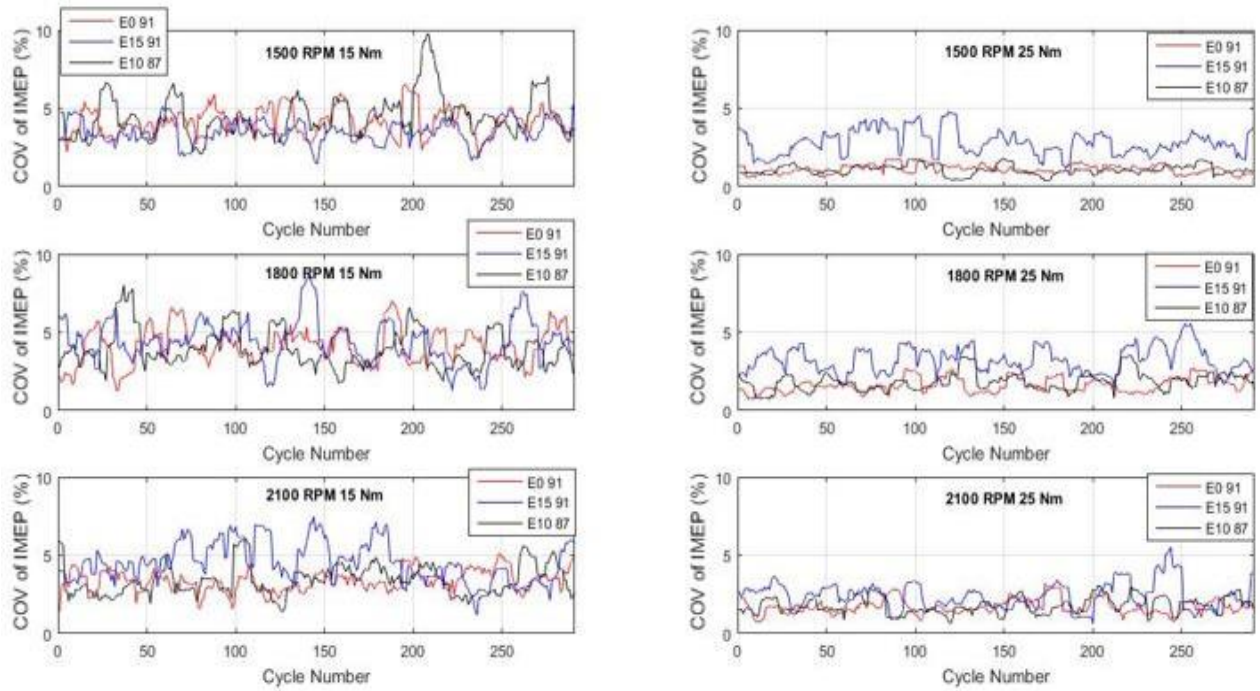 COV of IMEP (%)
10
5
0
E0 91
E15 91
E10 87
1500 RPM 15 Nm
0 50 100 150 200 250
Cycle Number
COV of IMEP (%)
10
5
0
1500 RPM 25 Nm
E0 91
E15 91
E10 87
0 50 100 150 200 250
Cycle Number
COV of IMEP (%)
10
5
0
1800 RPM 15 Nm
E0 91
E15 91
E10 87
0 50 100 150 200 250
Cycle Number
COV of IMEP (%)
10
5
0
1800 RPM 25 Nm
E0 91
E15 91
E10 87
0 50 100 150 200 250
Cycle Number
COV of IMEP (%)
10
5
0
2100 RPM 15 Nm
E0 91
E15 91
E10 87
0 50 100 150 200 250
Cycle Number
COV of IMEP (%)
10
5
0
2100 RPM 25 Nm
E0 91
E15 91
E10 87
0 50 100 150 200 250
Cycle Number